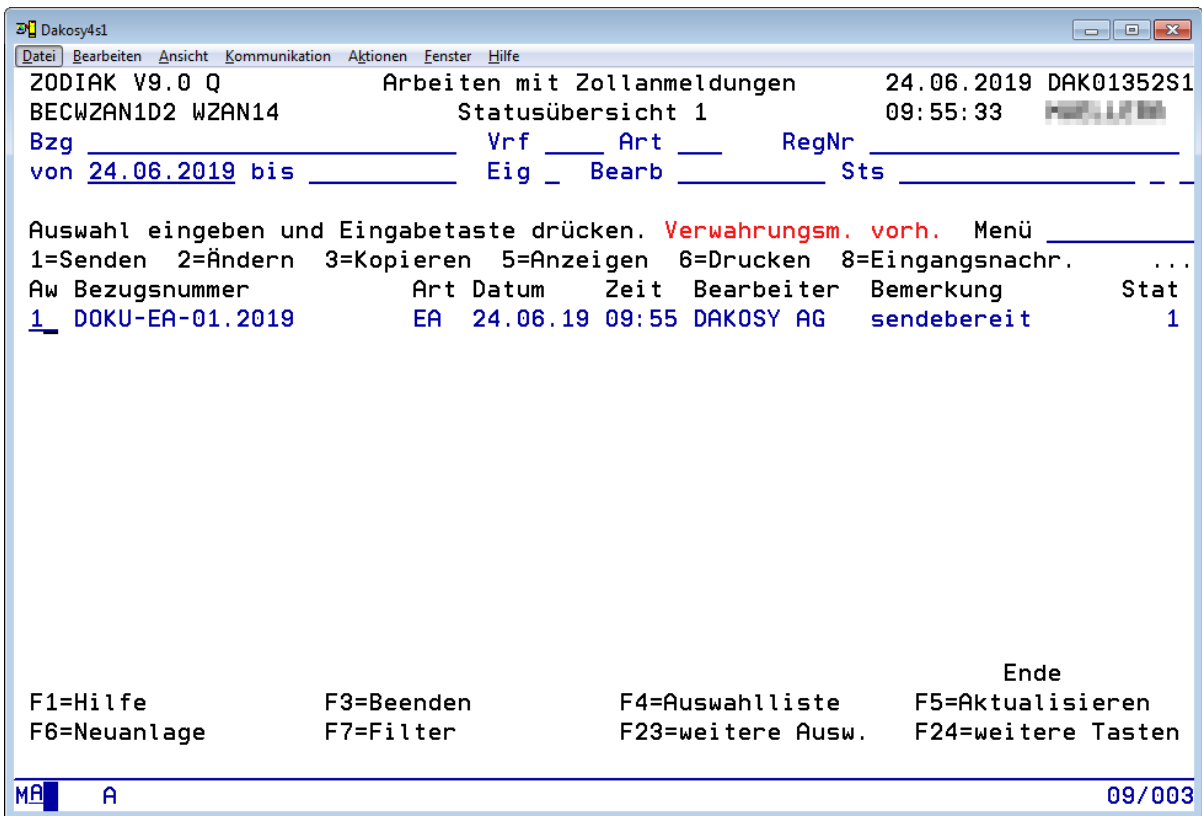 Dakosy4s1
Datei Bearbeiten Ansicht Kommunikation Aktionen Fenster Hilfe
ZODIAK V9.0 Q Arbeiten mit Zollanmeldungen 24.06.2019 DAK01352S1
BECWZAN1D2 WZAN14 Statusübersicht 1 09:55:33
Bzg Vrf Art RegNr
von 24.06.2019 bis Eig Bearb Sts
Auswahl eingeben und Eingabetaste drücken. Verwahrungsm. vorh. Menü
1=Senden 2=Ändern 3=Kopieren 5=Anzeigen 6=Drucken 8=Eingangsnachr. ...
Aw Bezugsnummer Art Datum Zeit Bearbeiter Bemerkung Stat
1 DOKU-EA-01.2019 EA 24.06.19 09:55 DAKOSY AG sendebereit 1
Ende
F1=Hilfe F3=Beenden F4=Auswahlliste F5=Aktualisieren
F6=Neuanlage F7=Filter F23=weitere Ausw. F24=weitere Tasten
MA A 09/003